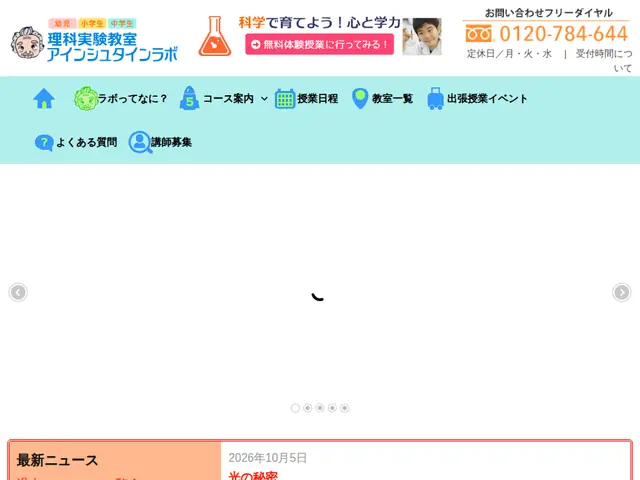 幼児 小学生 中学生
理科実験教室
アインシュタインラボ
科学で育てよう！心と学力
無料体験授業に行ってみる！
お問い合わせフリーダイヤル
0120-784-644
定休日／月・火・水　|　受付時間につ
いて
ラボってなに？ 5 コース案内 授業日程 教室一覧 出張授業イベント
? よくある質問 講師募集
最新ニュース
2026年10月5日
光の秘密